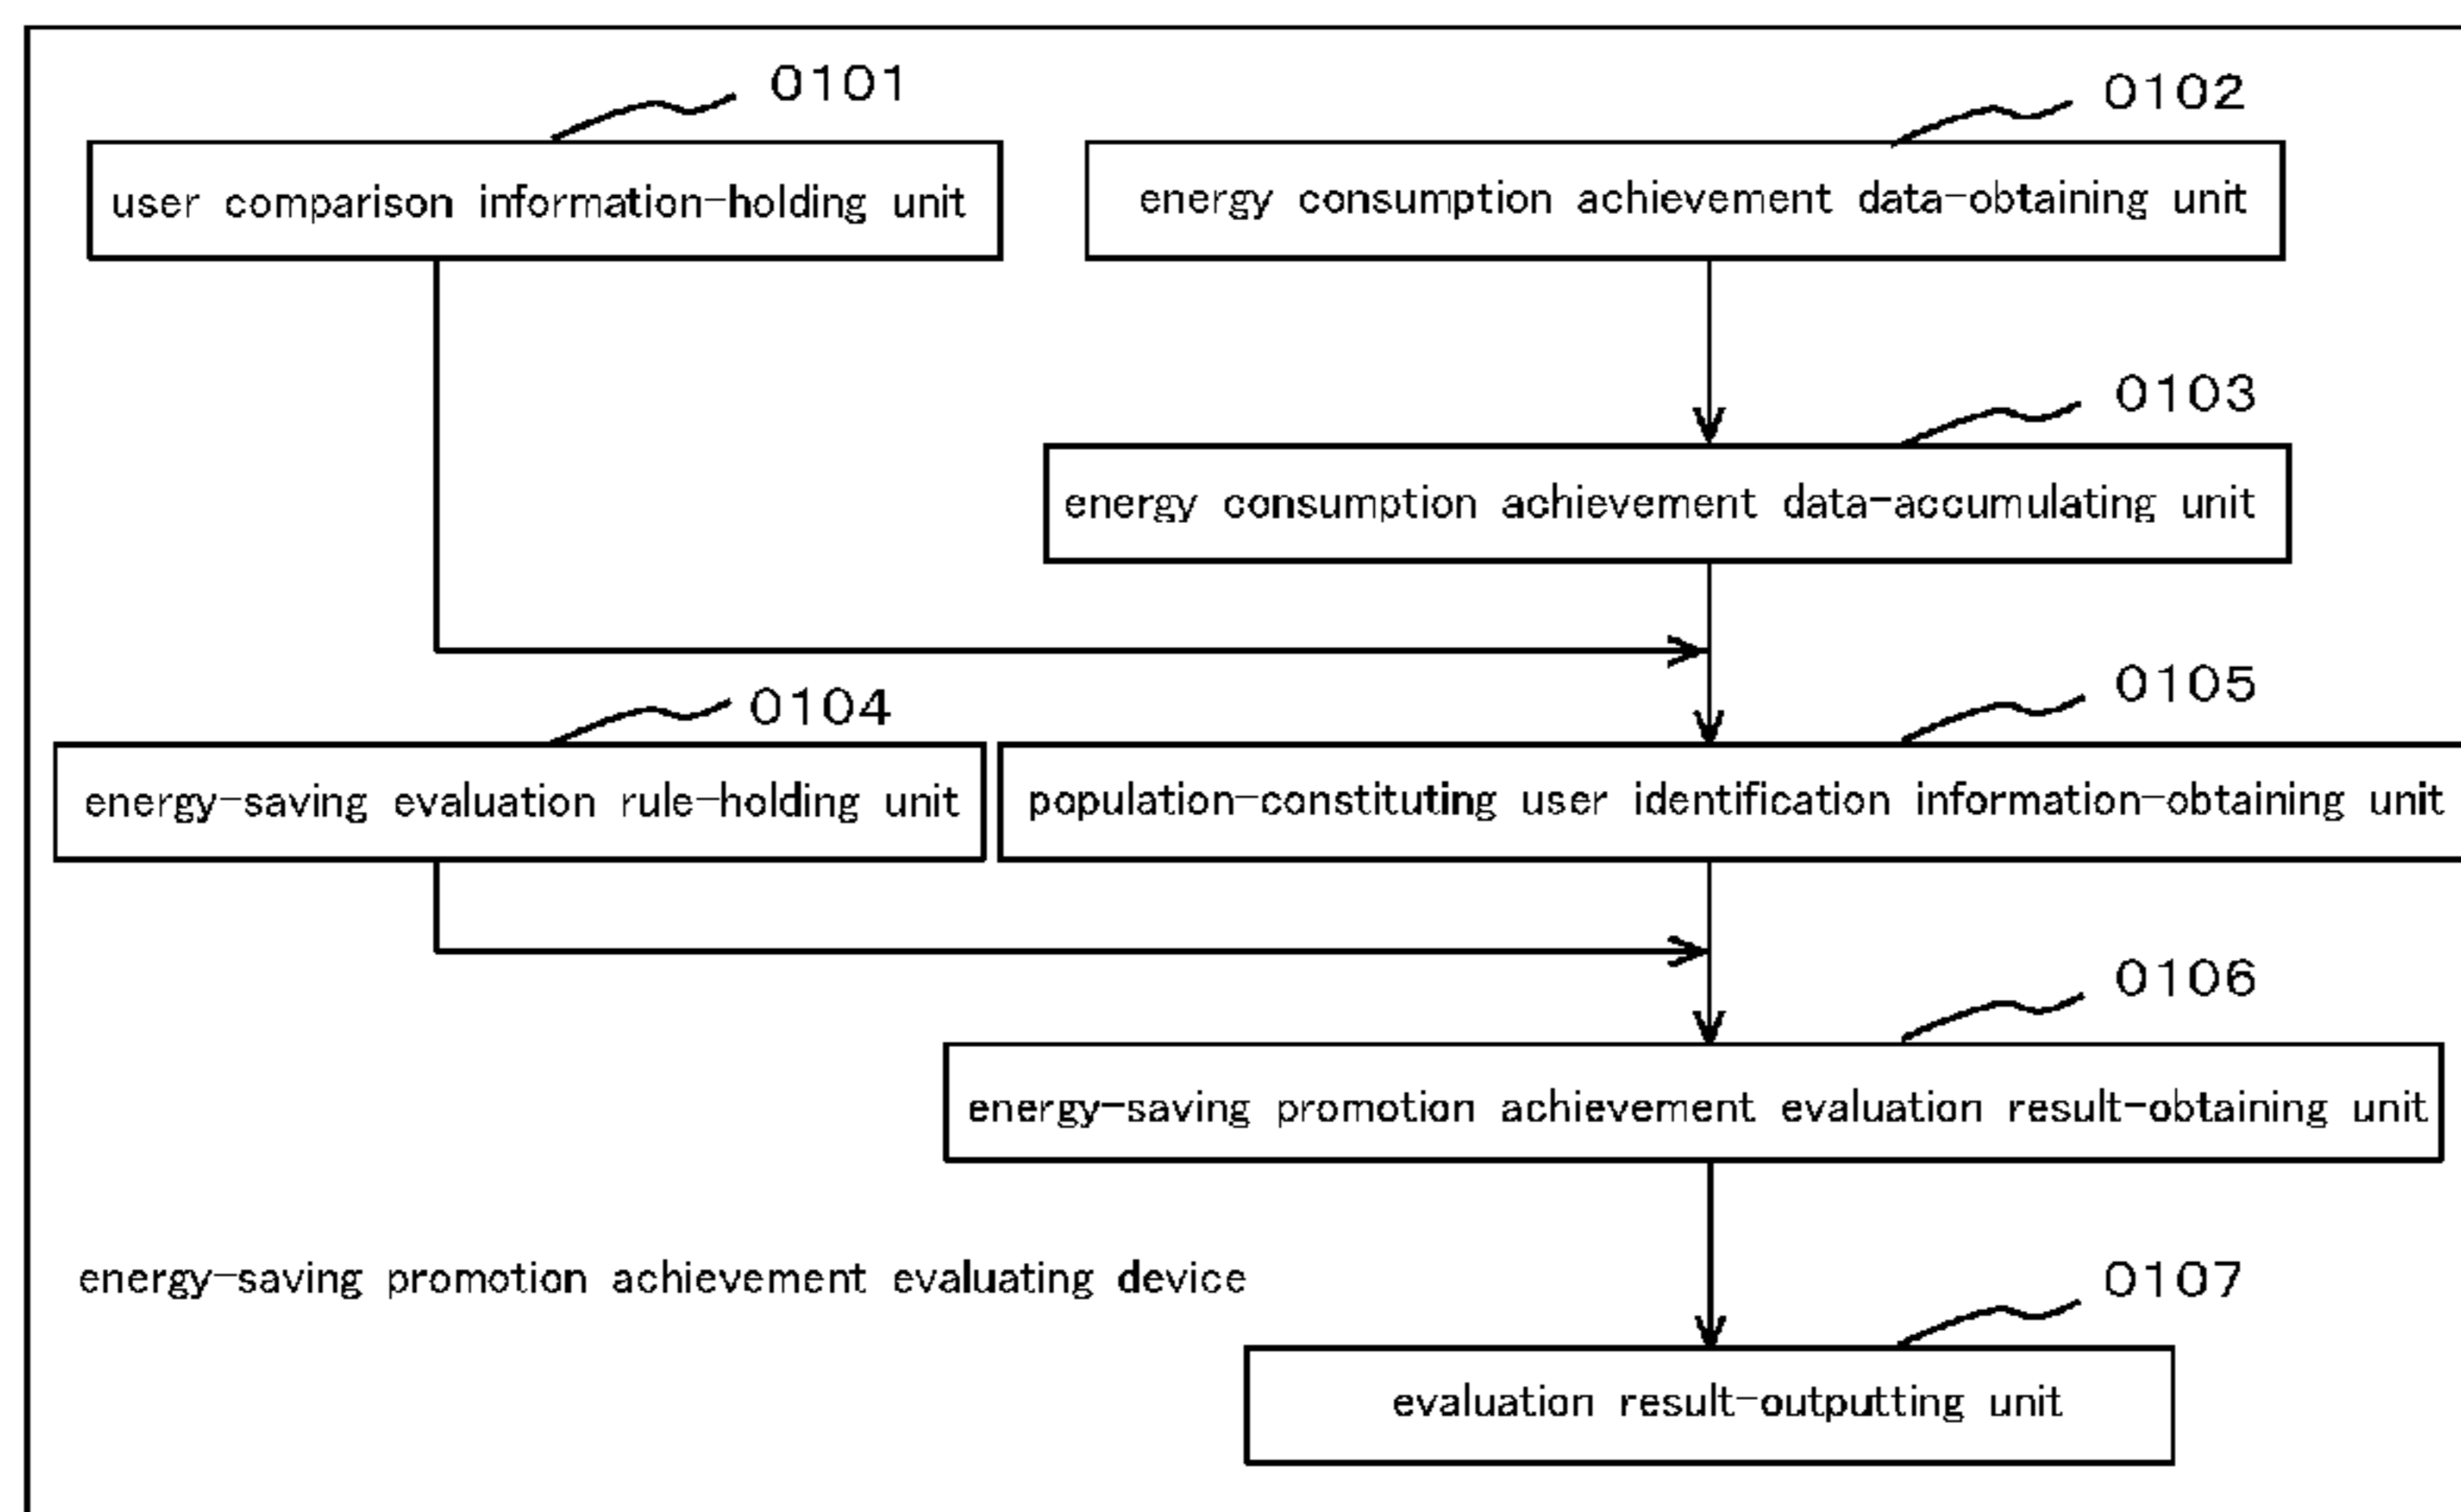 0101
0102
user comparison information-holding unit
energy consumption achievement data-obtaining unit
0103
energy consumption achievement data-accumulating unit
0104
0105
energy-saving evaluation rule-holding unit
population-constituting user identification information-obtaining unit
0106
energy-saving promotion achievement evaluation result-obtaining unit
energy-saving promotion achievement evaluating device
0107
evaluation result-outputting unit